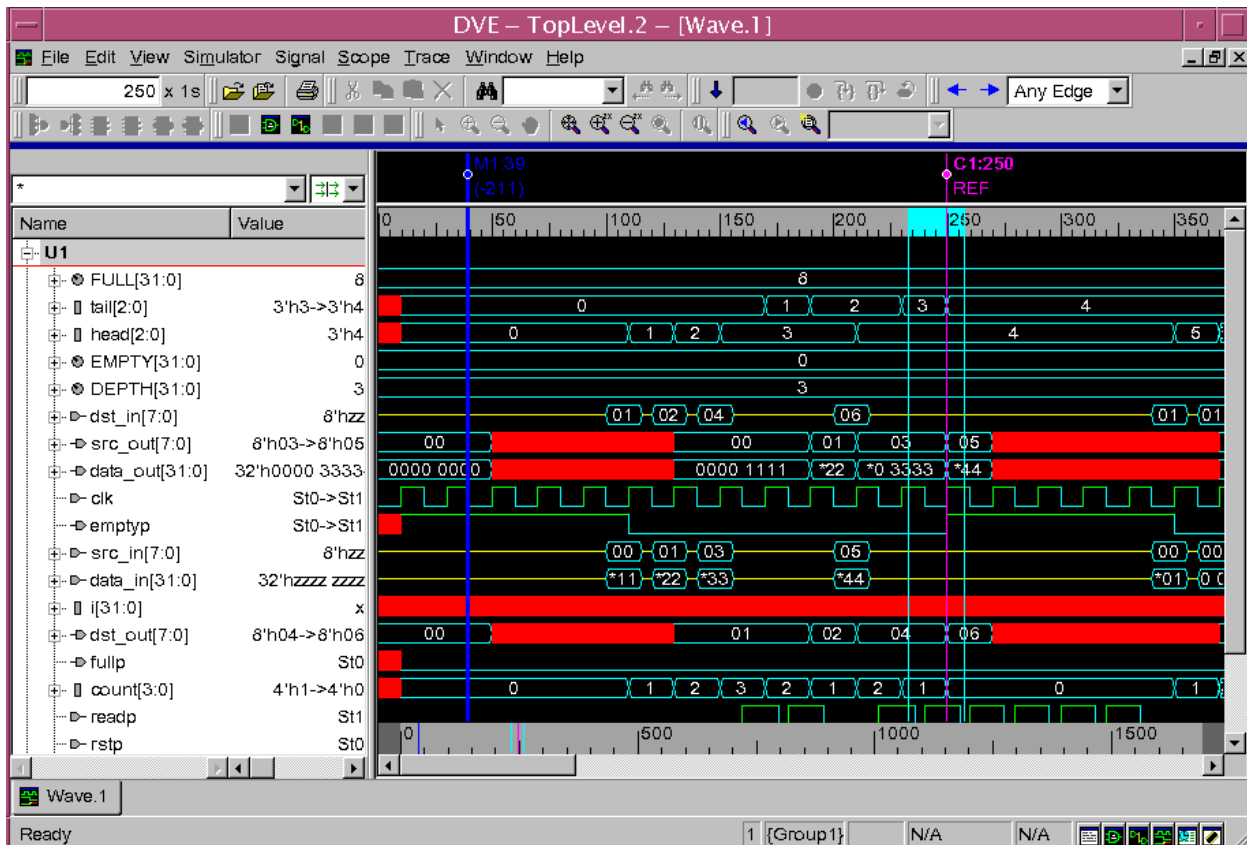 DVE – TopLevel.2 – [Wave.1]
File Edit View Simulator Signal Scope Trace Window Help
250 x 1s Any Edge
M1:39 C1:250
(-211) REF
*
Name Value 0 50 100 150 200 250 300 350
U1
FULL[31:0] 8 8
tail[2:0] 3'h3->3'h4 0 1 2 3 4
head[2:0] 3'h4 0 1 2 3 4 5
EMPTY[31:0] 0 0
DEPTH[31:0] 3 3
dst_in[7:0] 8'hzz 01 02 04 06 01 01
src_out[7:0] 8'h03->8'h05 00 00 01 03 05
data_out[31:0] 32'h0000 3333- 0000 0000 0000 1111 *22 *0 3333 *44
clk St0->St1
emptyp St0->St1
src_in[7:0] 8'hzz 00 01 03 05 00 00
data_in[31:0] 32'hzzzz zzzz *11 *22 *33 *44 *01 0 0
i[31:0] x
dst_out[7:0] 8'h04->8'h06 00 01 02 04 06
fullp St0
count[3:0] 4'h1->4'h0 0 1 2 3 2 1 2 1 0 1
readp St1
rstp St0
0 500 1000 1500
Wave.1
Ready 1 {Group1} N/A N/A